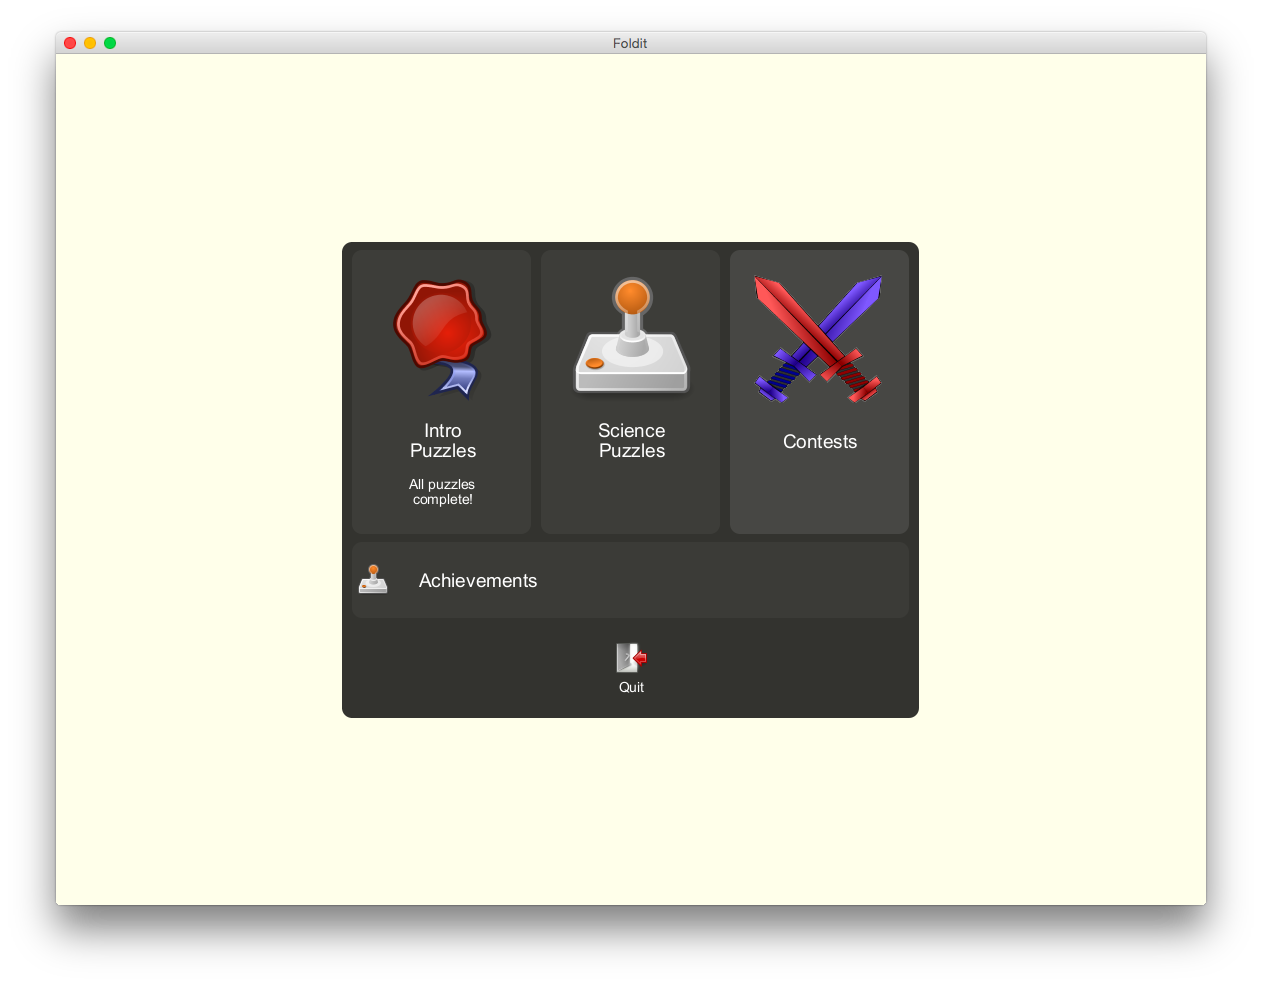 Foldit
Intro
Puzzles
All puzzles
complete!
Science
Puzzles
Contests
Achievements
Quit